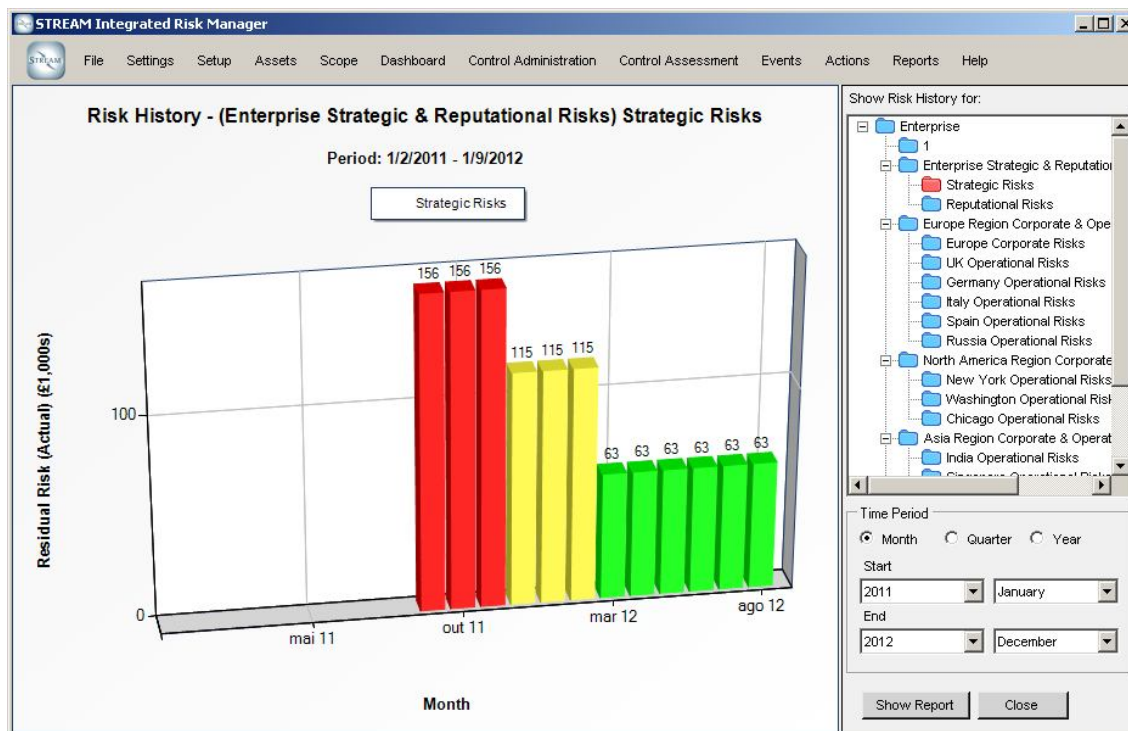 STREAM Integrated Risk Manager
STREAM File Settings Setup Assets Scope Dashboard Control Administration Control Assessment Events Actions Reports Help
Risk History - (Enterprise Strategic & Reputational Risks) Strategic Risks
Period: 1/2/2011 - 1/9/2012
Strategic Risks
Residual Risk (Actual) (£1,000s)
100
0
156 156 156
115 115 115
63 63 63 63 63 63
mai 11 out 11 mar 12 ago 12
Month
Show Risk History for:
Enterprise
1
Enterprise Strategic & Reputation
Strategic Risks
Reputational Risks
Europe Region Corporate & Ope
Europe Corporate Risks
UK Operational Risks
Germany Operational Risks
Italy Operational Risks
Spain Operational Risks
Russia Operational Risks
North America Region Corporate
New York Operational Risks
Washington Operational Risk
Chicago Operational Risks
Asia Region Corporate & Operat
India Operational Risks
Time Period
Month Quarter Year
Start
2011 January
End
2012 December
Show Report Close